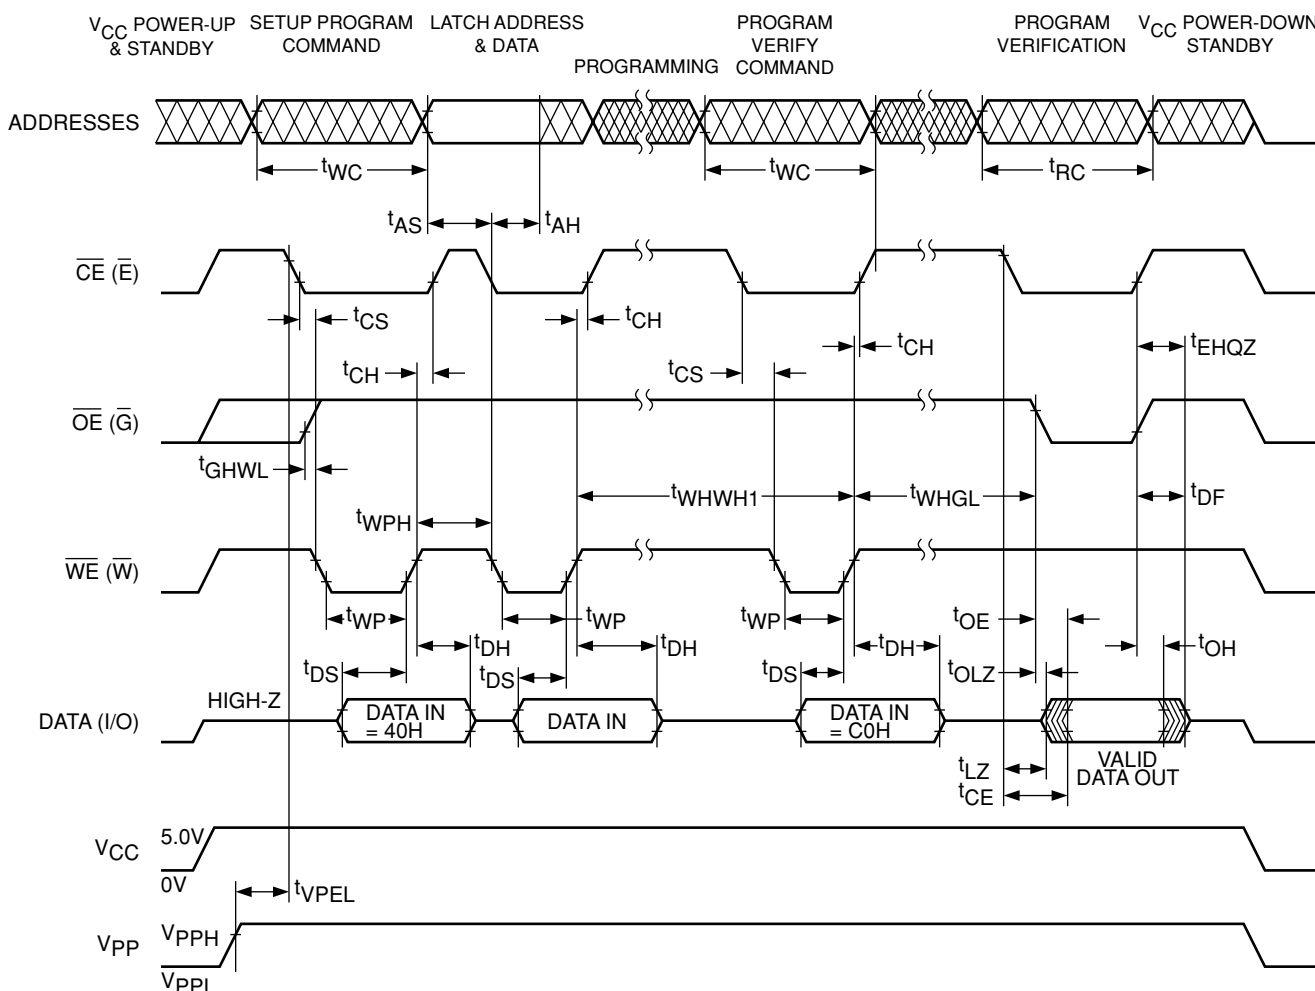 VCC POWER-UP & STANDBY
SETUP PROGRAM COMMAND
LATCH ADDRESS & DATA
PROGRAMMING
PROGRAM VERIFY COMMAND
PROGRAM VERIFICATION
VCC POWER-DOWN/ STANDBY
ADDRESSES
tWC
tWC
tRC
tAS
tAH
CE (E)
tCS
tCH
tCH
tEHQZ
tCH
tCS
OE (G)
tGHWL
tWHWH1
tWHGL
tDF
tWPH
WE (W)
tWP
tWP
tWP
tOE
tDH
tDH
tDH
tOH
tDS
tDS
tDS
tOLZ
HIGH-Z
DATA (I/O)
DATA IN = 40H
DATA IN
DATA IN = C0H
VALID DATA OUT
tLZ
tCE
5.0V
VCC
0V
tVPEL
VPPH
VPP
VPPL